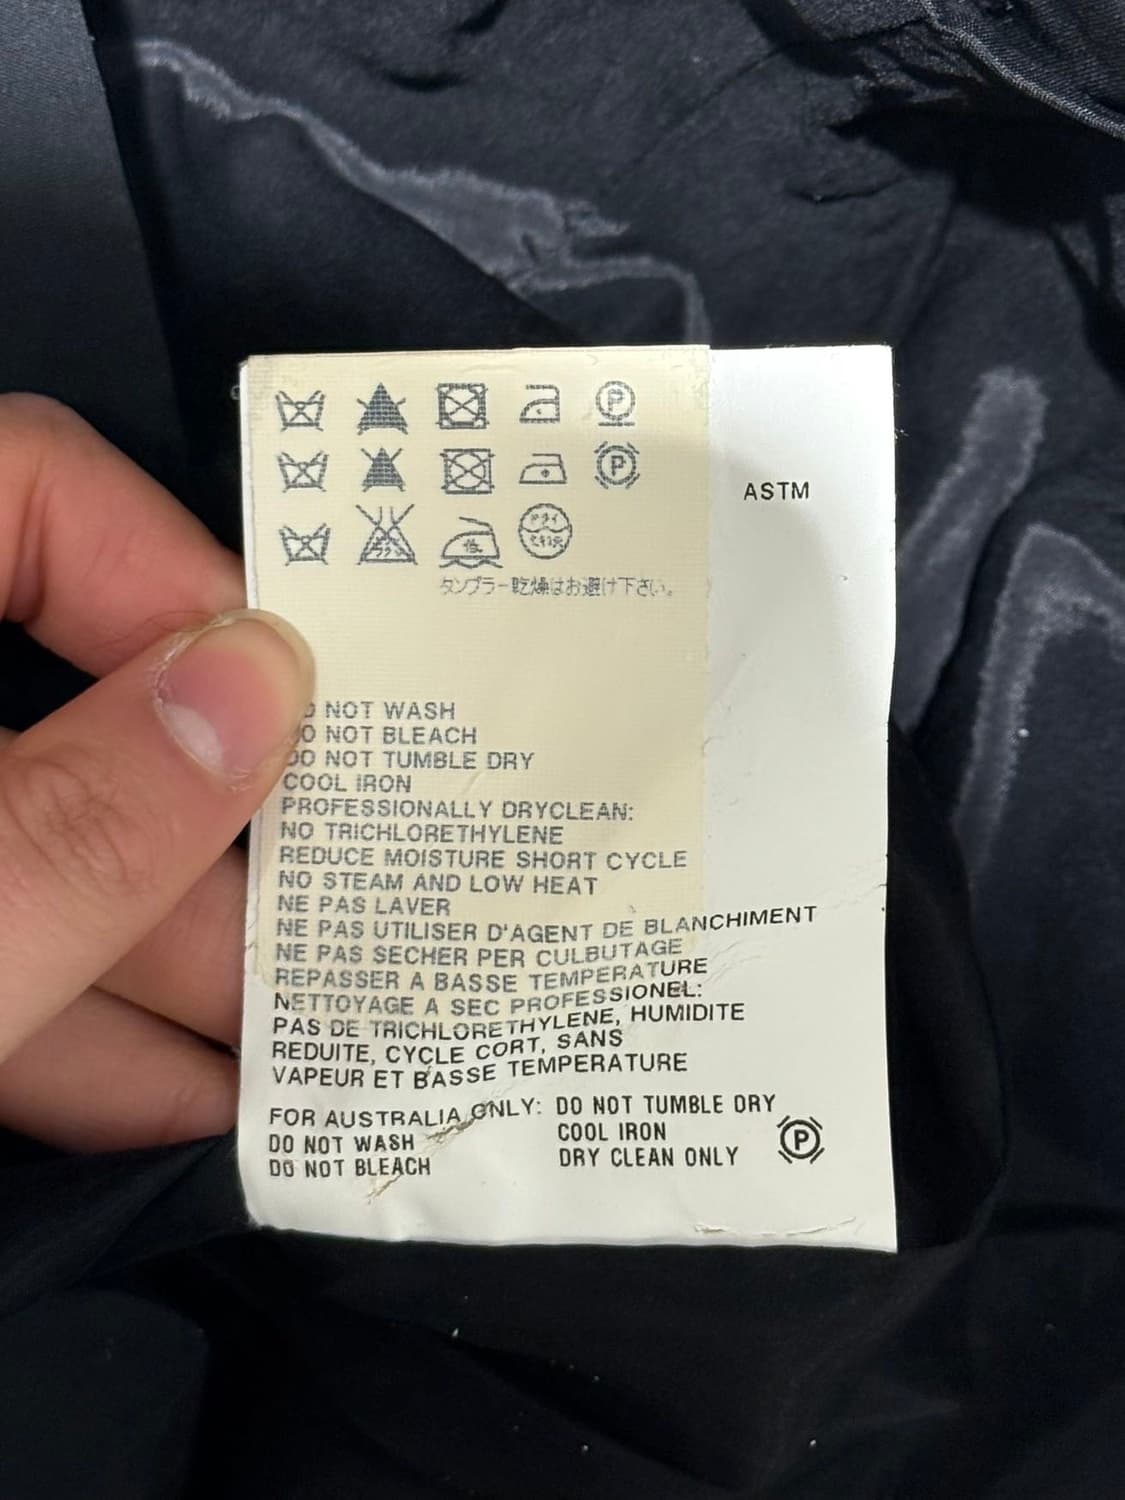 P
P
ASTM
タンブラー乾燥はお避け下さい。
NOT WASH
DO NOT BLEACH
DO NOT TUMBLE DRY
COOL IRON
PROFESSIONALLY DRYCLEAN:
NO TRICHLORETHYLENE
REDUCE MOISTURE SHORT CYCLE
NO STEAM AND LOW HEAT
NE PAS LAVER
NE PAS UTILISER D'AGENT DE BLANCHIMENT
NE PAS SECHER PER CULBUTAGE
REPASSER A BASSE TEMPERATURE
NETTOYAGE A SEC PROFESSIONEL:
PAS DE TRICHLORETHYLENE, HUMIDITE
REDUITE, CYCLE CORT, SANS
VAPEUR ET BASSE TEMPERATURE
FOR AUSTRALIA ONLY: DO NOT TUMBLE DRY
DO NOT WASH COOL IRON
DO NOT BLEACH DRY CLEAN ONLY
P